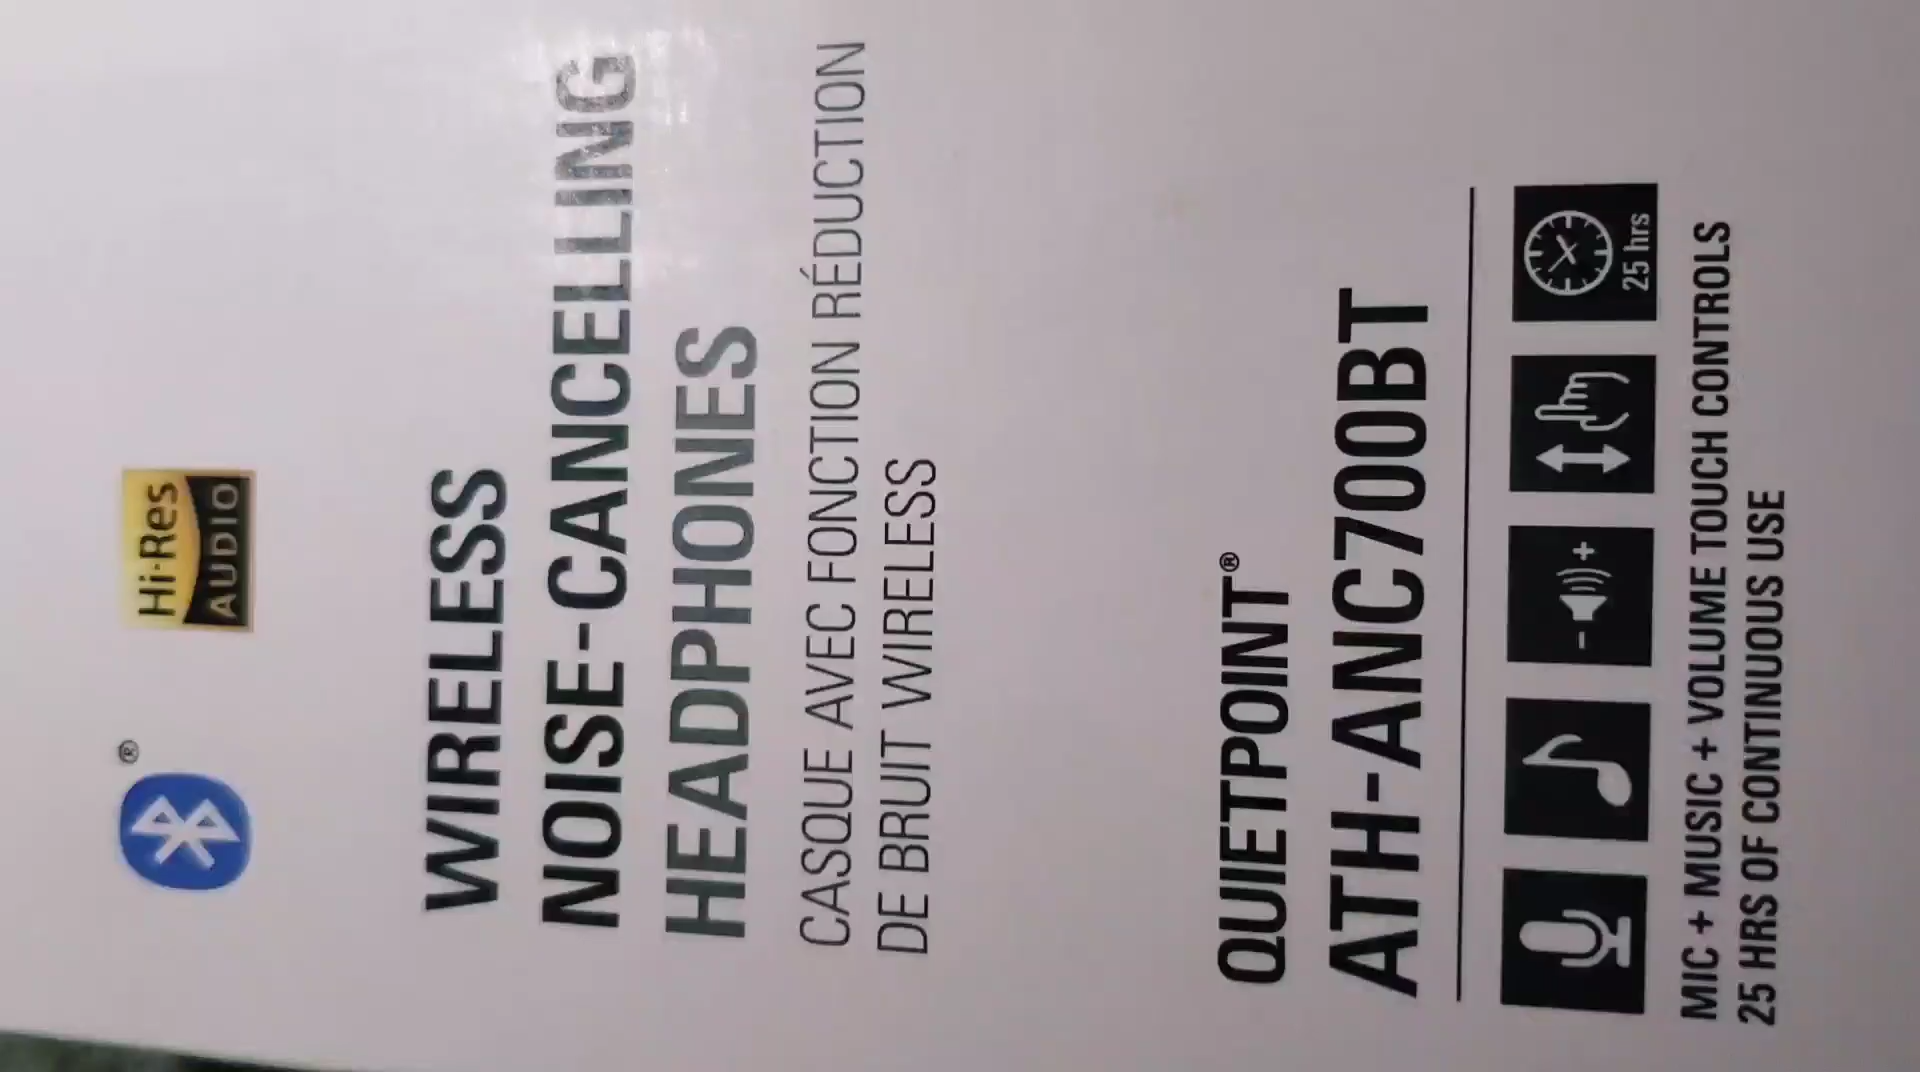 ®
Hi-Res
AUDIO
WIRELESS
NOISE-CANCELLING
HEADPHONES
CASQUE AVEC FONCTION RÉDUCTION
DE BRUIT WIRELESS
QUIETPOINT®
ATH-ANC700BT
- +
25 hrs
MIC + MUSIC + VOLUME TOUCH CONTROLS
25 HRS OF CONTINUOUS USE